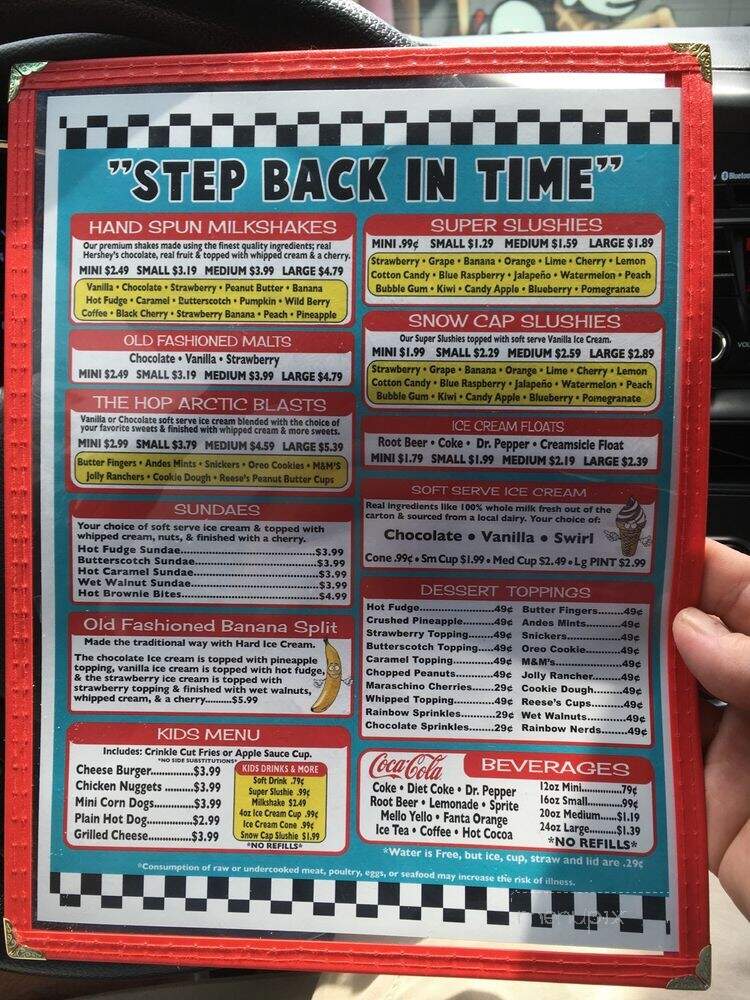 "STEP BACK IN TIME"
HAND SPUN MILKSHAKES
Our premium shakes made using the finest quality ingredients; real
Hershey's chocolate, real fruit & topped with whipped cream & a cherry.
MINI $2.49 SMALL $3.19 MEDIUM $3.99 LARGE $4.79
Vanilla • Chocolate • Strawberry • Peanut Butter • Banana
Hot Fudge • Caramel • Butterscotch • Pumpkin • Wild Berry
Coffee • Black Cherry • Strawberry Banana • Peach • Pineapple
OLD FASHIONED MALTS
Chocolate • Vanilla • Strawberry
MINI $2.49 SMALL $3.19 MEDIUM $3.99 LARGE $4.79
THE HOP ARCTIC BLASTS
Vanilla or Chocolate soft serve ice cream blended with the choice of
your favorite sweets & finished with whipped cream & more sweets.
MINI $2.99 SMALL $3.79 MEDIUM $4.59 LARGE $5.39
Butter Fingers • Andes Mints • Snickers • Oreo Cookies • M&M'S
Jolly Ranchers • Cookie Dough • Reese's Peanut Butter Cups
SUNDAES
Your choice of soft serve ice cream & topped with
whipped cream, nuts, & finished with a cherry.
Hot Fudge Sundae...............................$3.99
Butterscotch Sundae............................$3.99
Hot Caramel Sundae.............................$3.99
Wet Walnut Sundae..............................$3.99
Hot Brownie Bites..............................$4.99
Old Fashioned Banana Split
Made the traditional way with Hard Ice Cream.
The chocolate Ice cream is topped with pineapple
topping, vanilla ice cream is topped with hot fudge,
& the strawberry ice cream is topped with
strawberry topping & finished with wet walnuts,
whipped cream, & a cherry.........$5.99
KIDS MENU
Includes: Crinkle Cut Fries or Apple Sauce Cup.
*NO SIDE SUBSTITUTIONS*
Cheese Burger..............$3.99
Chicken Nuggets ..........$3.99
Mini Corn Dogs.............$3.99
Plain Hot Dog...............$2.99
Grilled Cheese..............$3.99
KIDS DRINKS & MORE
Soft Drink .79¢
Super Slushie .99¢
Milkshake $2.49
4oz Ice Cream Cup .99¢
Ice Cream Cone .99¢
Snow Cap Slushie $1.99
*NO REFILLS*
SUPER SLUSHIES
MINI .99¢ SMALL $1.29 MEDIUM $1.59 LARGE $1.89
Strawberry • Grape • Banana • Orange • Lime • Cherry • Lemon
Cotton Candy • Blue Raspberry • Jalapeño • Watermelon • Peach
Bubble Gum • Kiwi • Candy Apple • Blueberry • Pomegranate
SNOW CAP SLUSHIES
Our Super Slushies topped with soft serve Vanilla Ice Cream.
MINI $1.99 SMALL $2.29 MEDIUM $2.59 LARGE $2.89
Strawberry • Grape • Banana • Orange • Lime • Cherry • Lemon
Cotton Candy • Blue Raspberry • Jalapeño • Watermelon • Peach
Bubble Gum • Kiwi • Candy Apple • Blueberry • Pomegranate
ICE CREAM FLOATS
Root Beer • Coke • Dr. Pepper • Creamsicle Float
MINI $1.79 SMALL $1.99 MEDIUM $2.19 LARGE $2.39
SOFT SERVE ICE CREAM
Real ingredients like 100% whole milk fresh out of the
carton & sourced from a local dairy. Your choice of:
Chocolate • Vanilla • Swirl
Cone .99¢ • Sm Cup $1.99 • Med Cup $2.49 • Lg PINT $2.99
DESSERT TOPPINGS
Hot Fudge..................49¢
Crushed Pineapple.......49¢
Strawberry Topping.......49¢
Butterscotch Topping....49¢
Caramel Topping..........49¢
Chopped Peanuts.........49¢
Maraschino Cherries.....29¢
Whipped Topping..........49¢
Rainbow Sprinkles........29¢
Chocolate Sprinkles......29¢
Butter Fingers.......49¢
Andes Mints.........49¢
Snickers..............49¢
Oreo Cookie........49¢
M&M's................49¢
Jolly Rancher.......49¢
Cookie Dough......49¢
Reese's Cups.......49¢
Wet Walnuts........49¢
Rainbow Nerds.....49¢
Coca-Cola BEVERAGES
Coke • Diet Coke • Dr. Pepper
Root Beer • Lemonade • Sprite
Mello Yello • Fanta Orange
Ice Tea • Coffee • Hot Cocoa
12oz Mini...........79¢
16oz Small..........99¢
20oz Medium......$1.19
24oz Large.........$1.39
*NO REFILLS*
*Water is Free, but ice, cup, straw and lid are .29¢
*Consumption of raw or undercooked meat, poultry, eggs, or seafood may increase the risk of illness.
menupix
Bluetoo
VOL